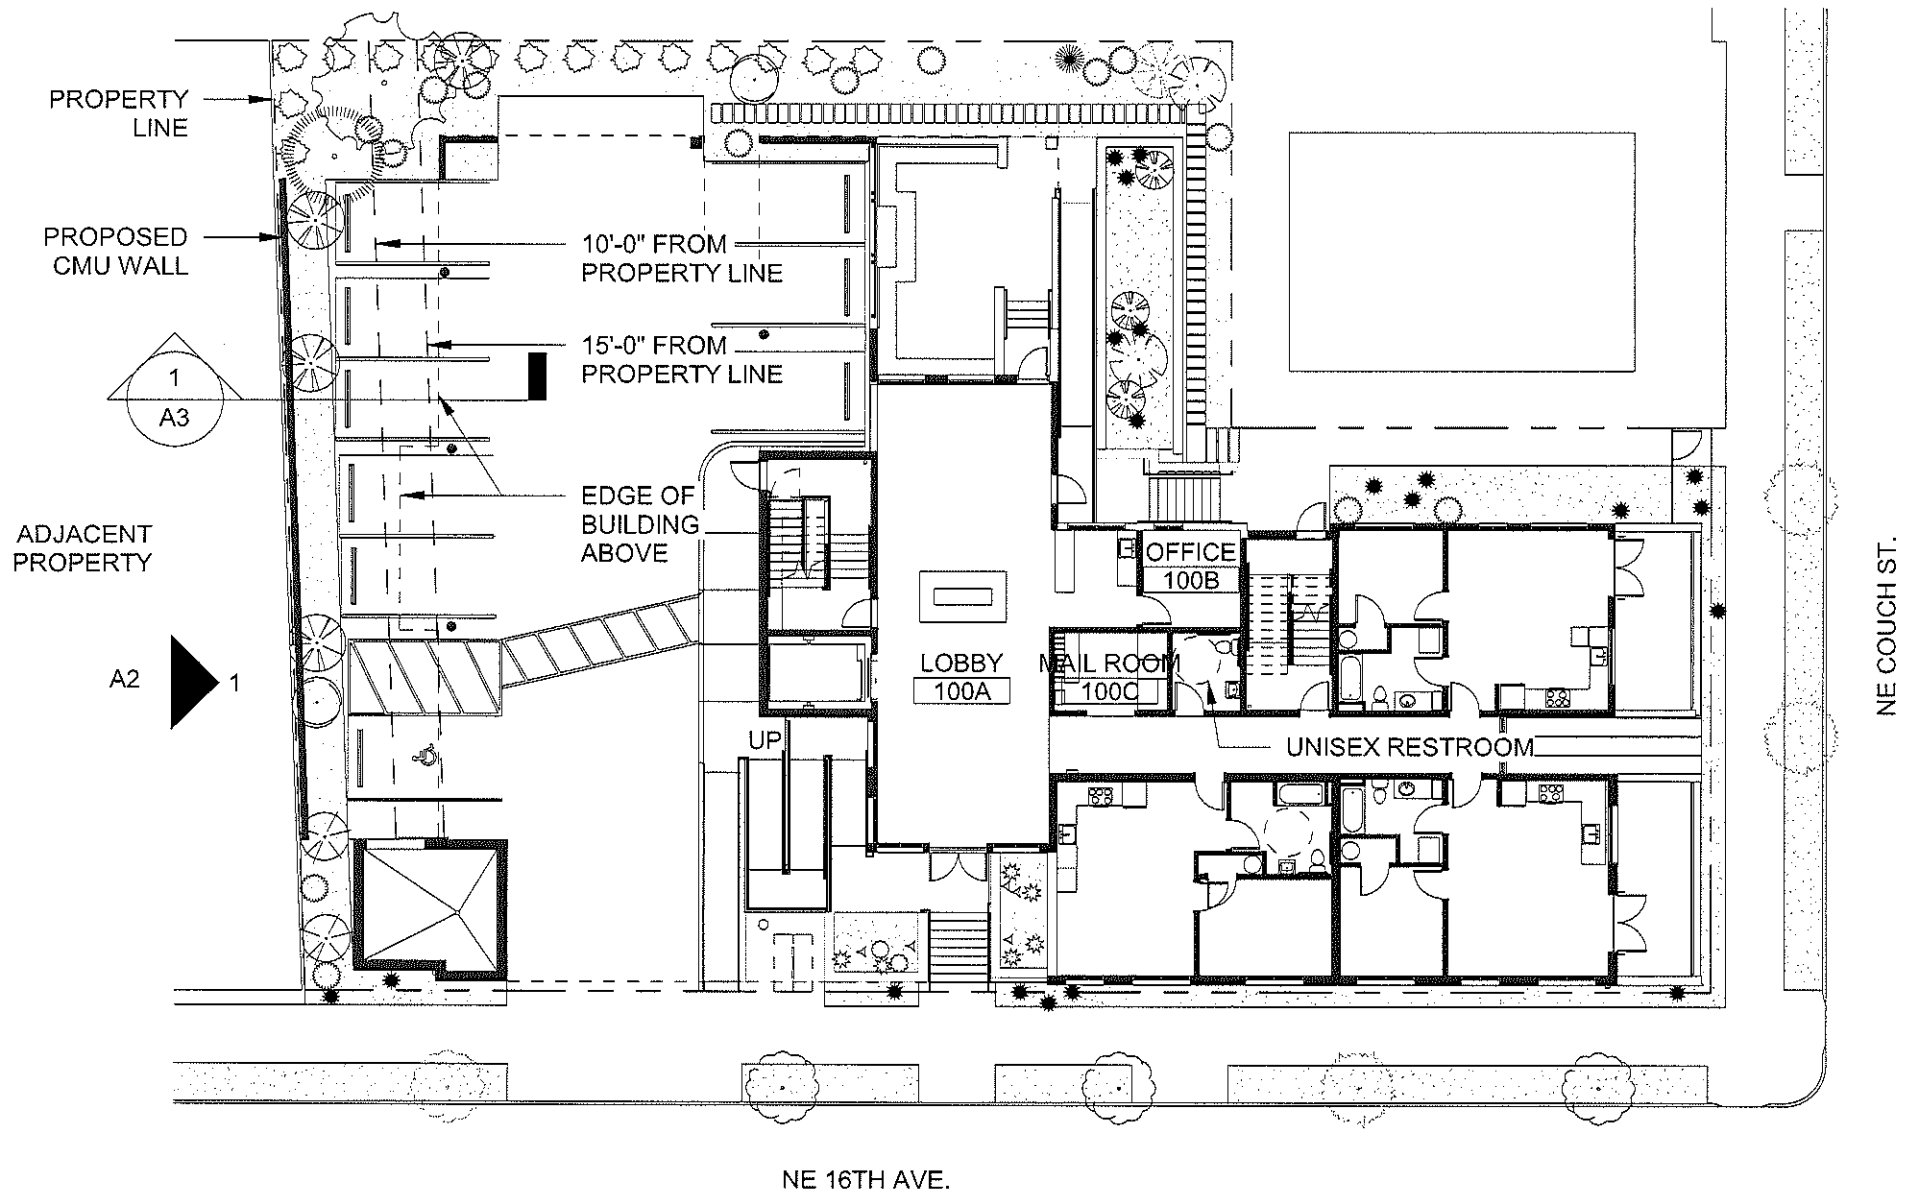 PROPERTY
LINE
PROPOSED
CMU WALL
10'-0" FROM
PROPERTY LINE
15'-0" FROM
PROPERTY LINE
1
A3
EDGE OF
BUILDING
ABOVE
ADJACENT
PROPERTY
OFFICE
100B
A2
1
LOBBY
100A
MAIL ROOM
100C
UP
UNISEX RESTROOM
NE COUCH ST.
NE 16TH AVE.